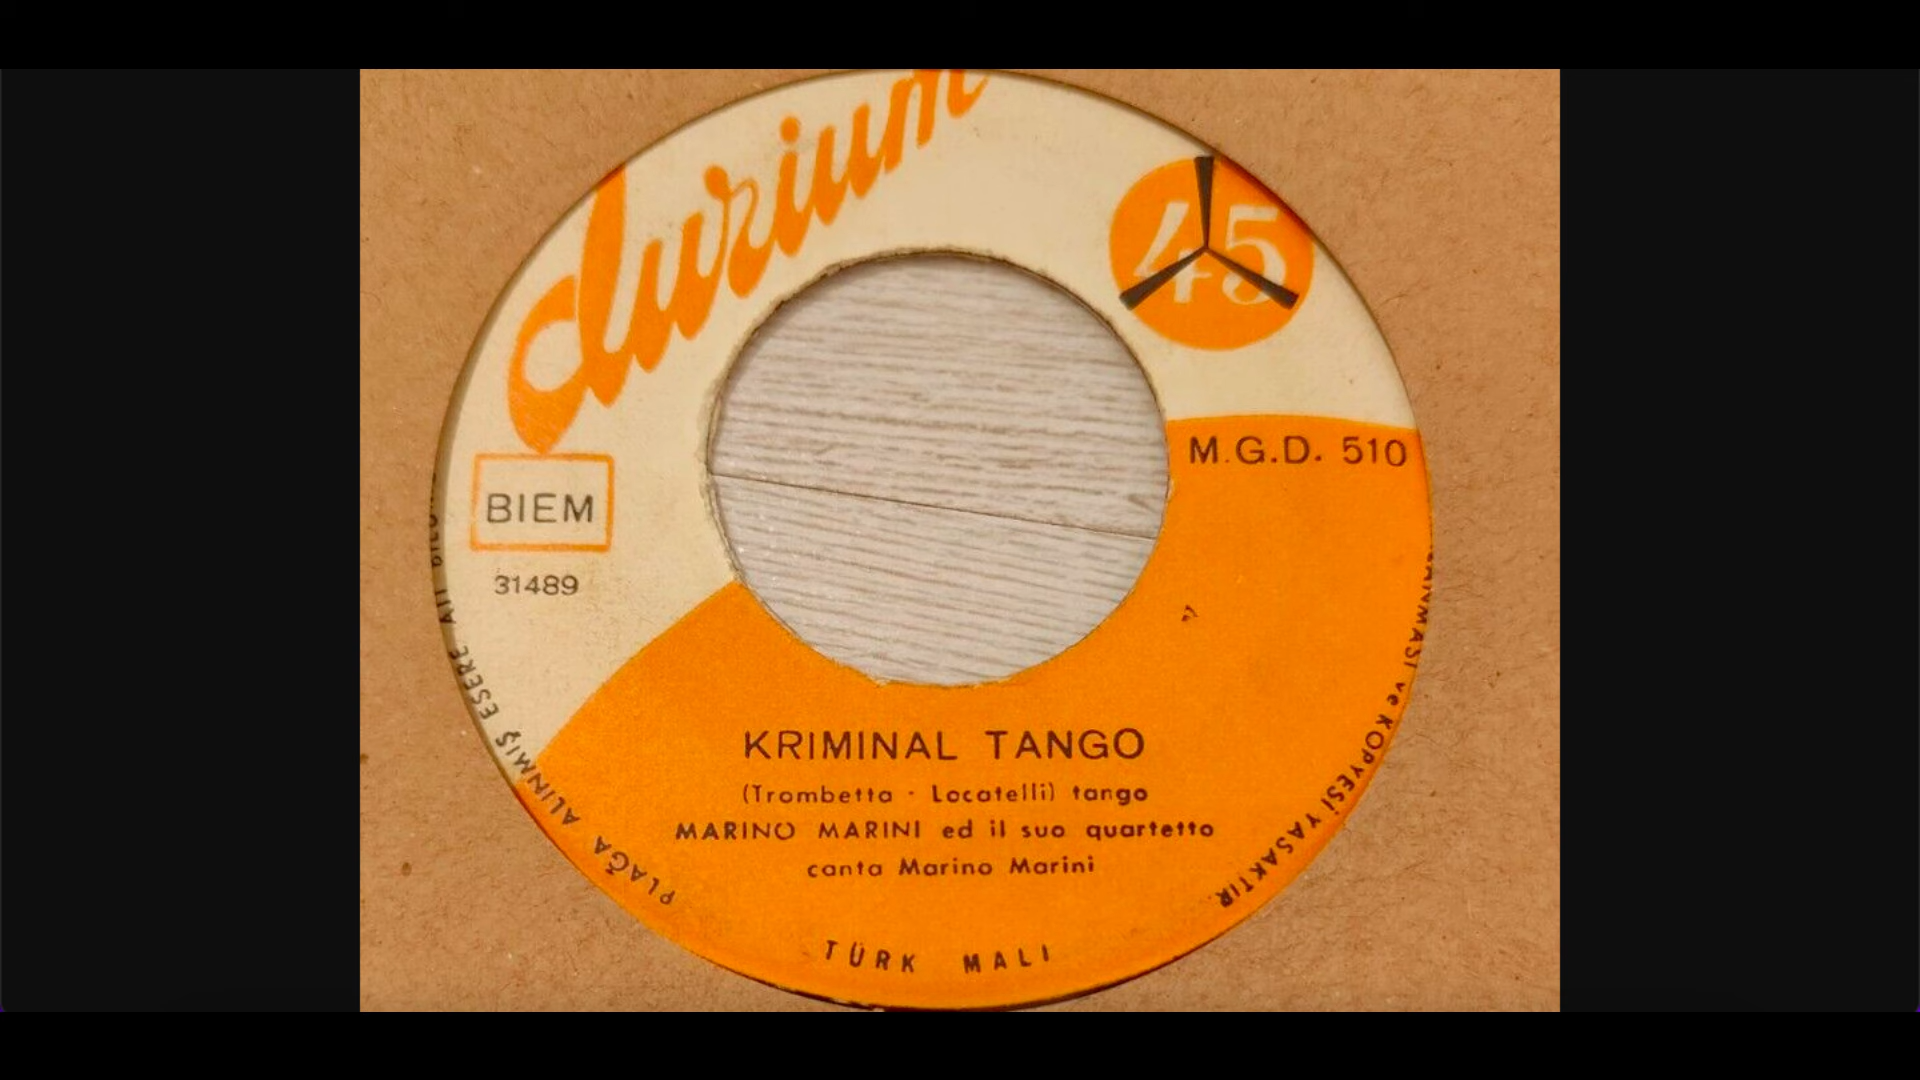 durium
45
M.G.D. 510
BIEM
31489
KRIMINAL TANGO
(Trombetta - Locatelli) tango
MARINO MARINI ed il suo quartetto
canta Marino Marini
PLAĞA ALINMIŞ ESERE AİT
ve KOPYESİ YASAKTIR.
TÜRK MALI